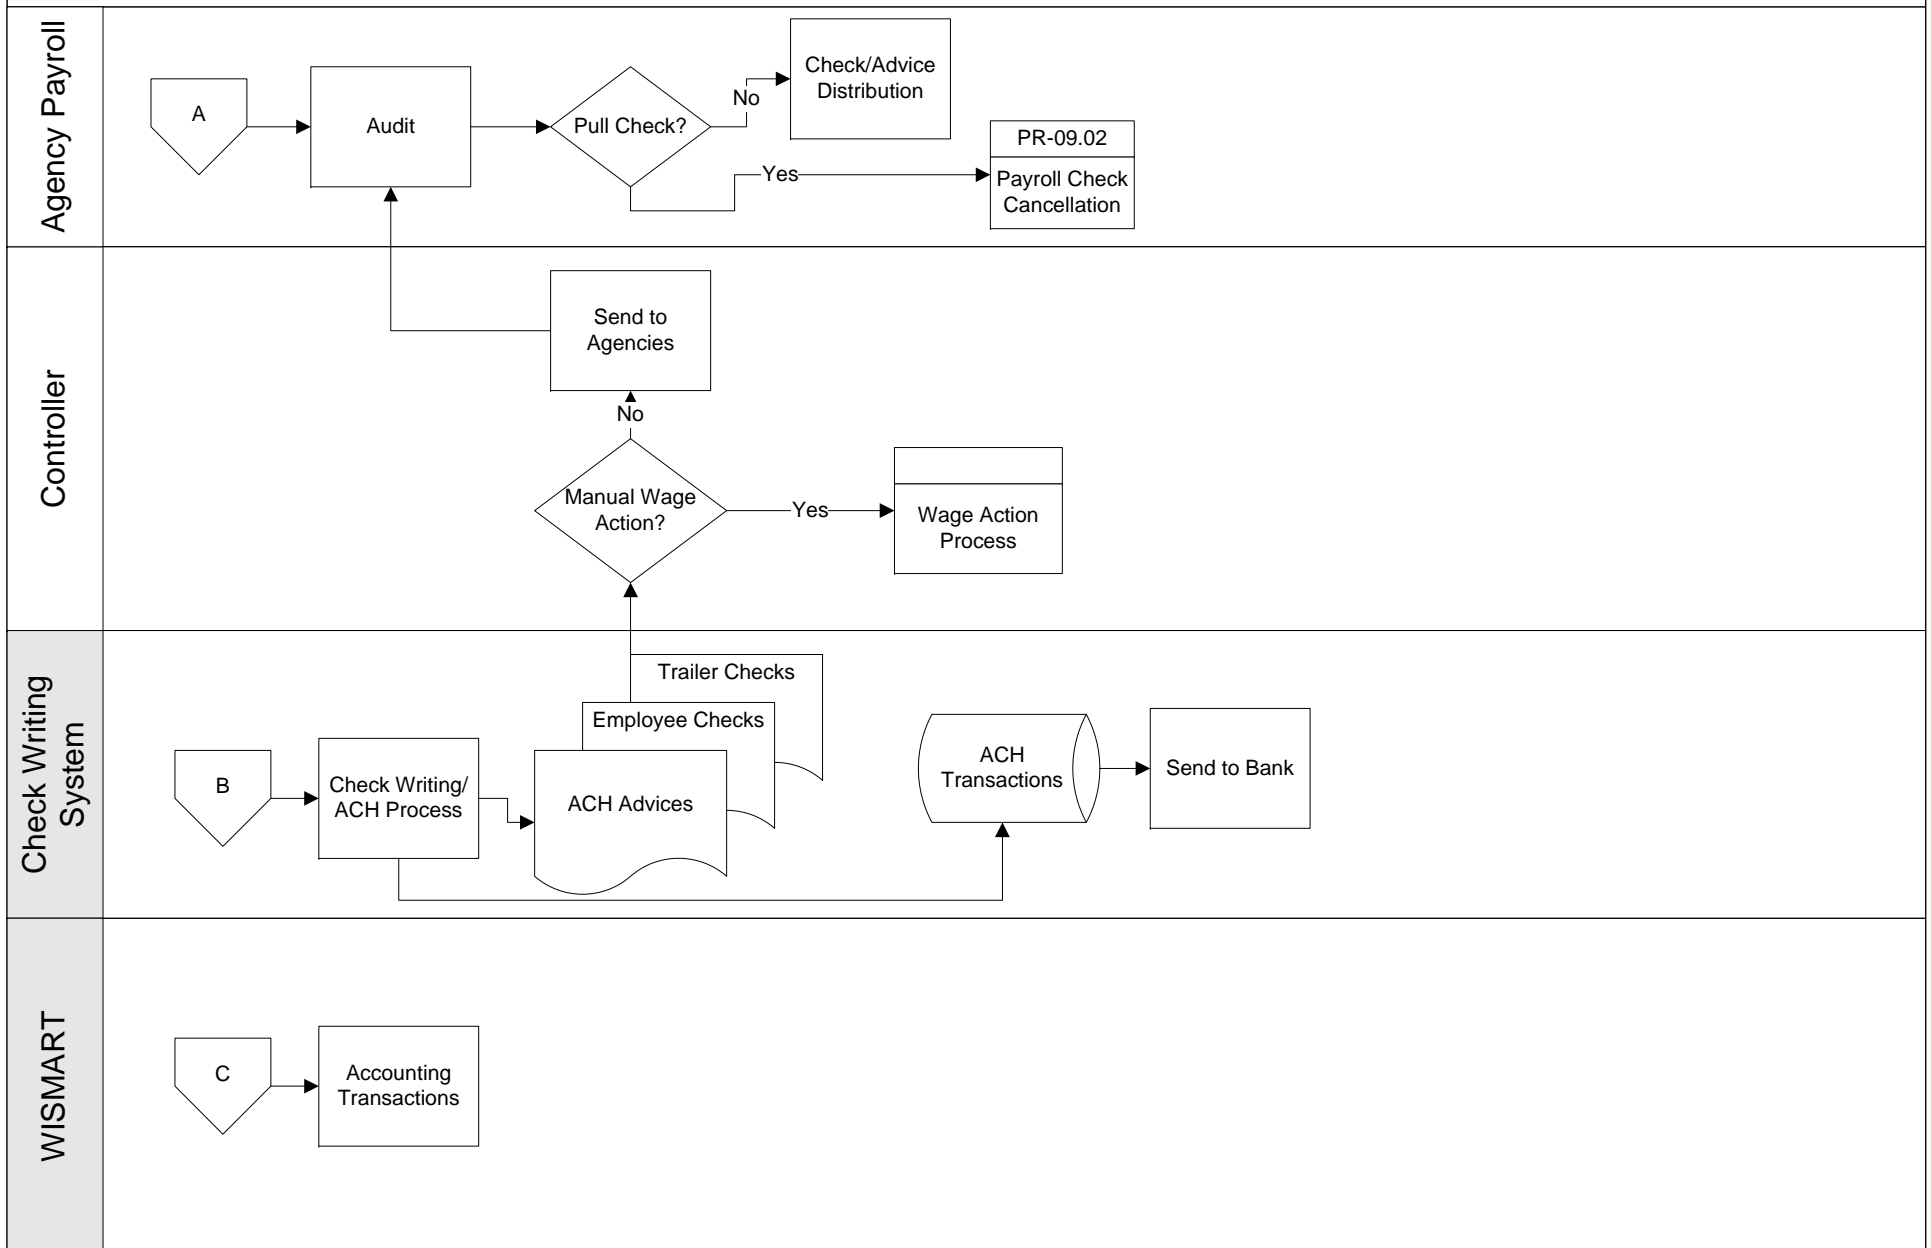 Agency Payroll
A
Audit
Pull Check?
No
Check/Advice
Distribution
Yes
PR-09.02
Payroll Check
Cancellation
Controller
Send to
Agencies
No
Manual Wage
Action?
Yes
Wage Action
Process
Check Writing
System
B
Check Writing/
ACH Process
Trailer Checks
Employee Checks
ACH Advices
ACH
Transactions
Send to Bank
WISMART
C
Accounting
Transactions